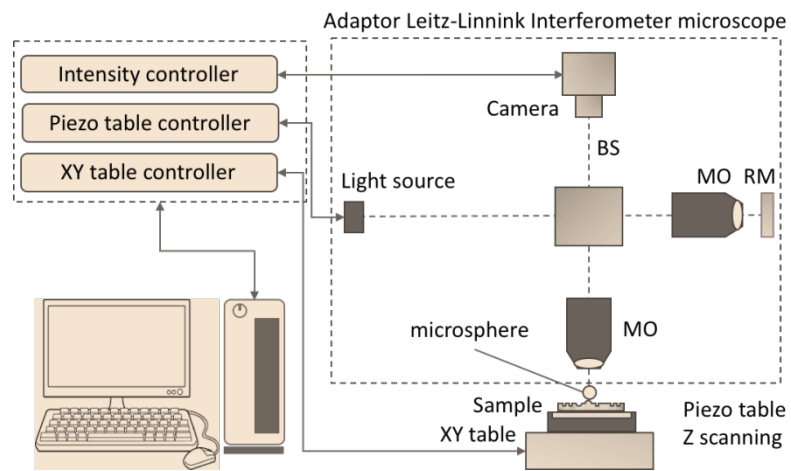 Adaptor Leitz-Linnink Interferometer microscope
Intensity controller
Piezo table controller
XY table controller
Camera
BS
Light source
MO RM
MO
microsphere
Sample
XY table
Piezo table
Z scanning